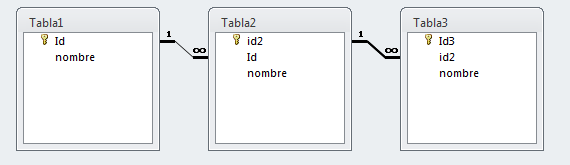 Tabla1
Id
nombre
1
∞
Tabla2
id2
Id
nombre
1
∞
Tabla3
Id3
id2
nombre